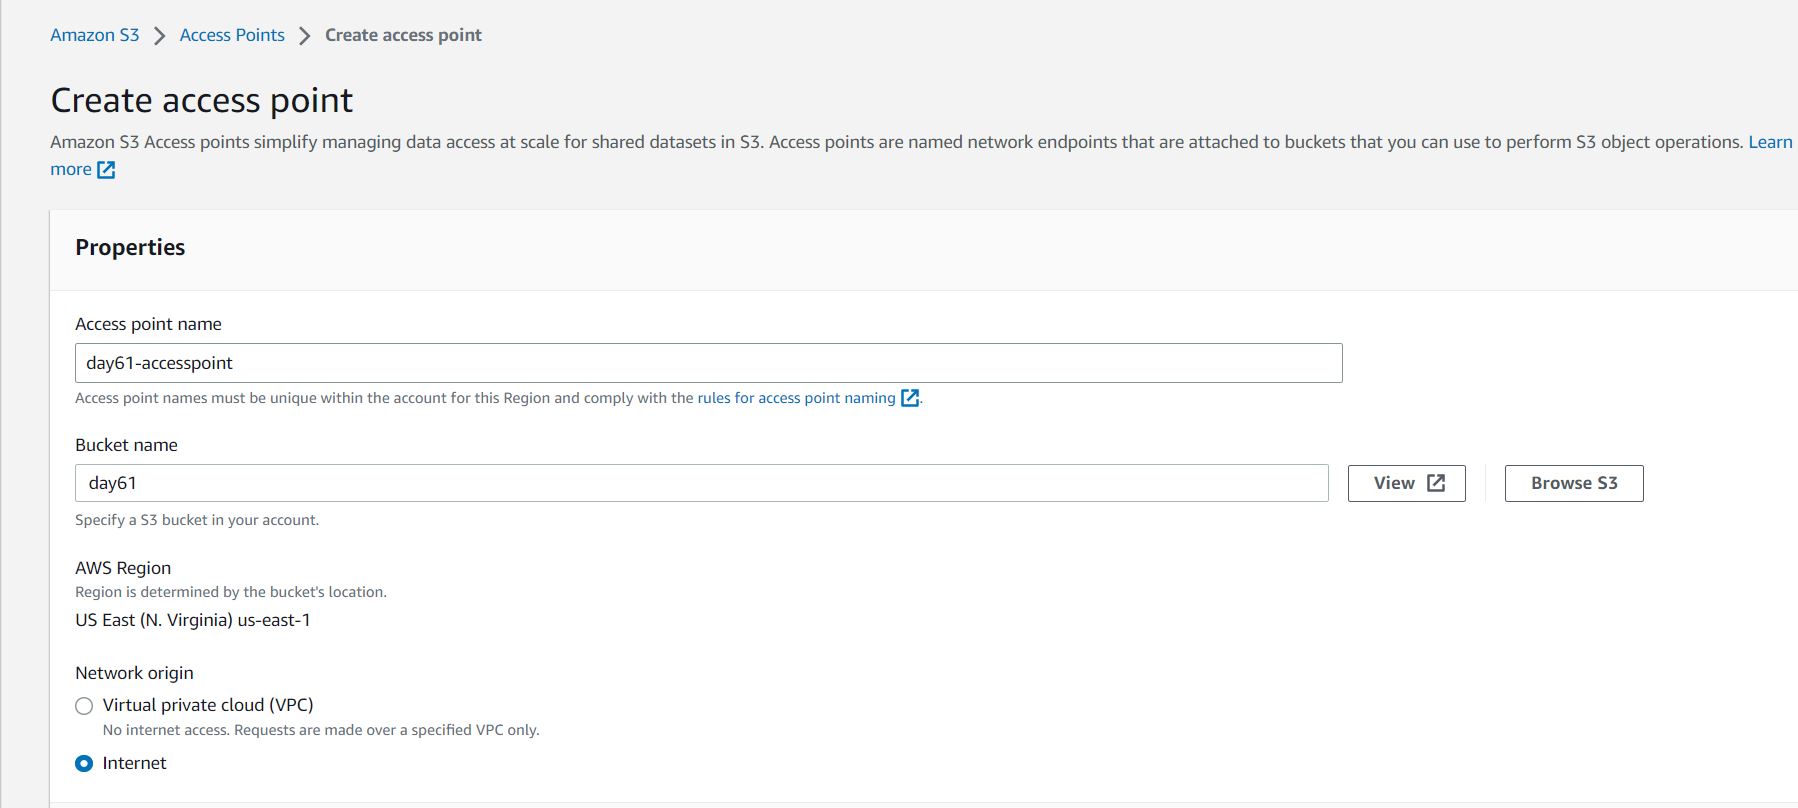 Amazon S3 > Access Points > Create access point
Create access point
Amazon S3 Access points simplify managing data access at scale for shared datasets in S3. Access points are named network endpoints that are attached to buckets that you can use to perform S3 object operations. Learn
more
Properties
Access point name
day61-accesspoint
Access point names must be unique within the account for this Region and comply with the rules for access point naming .
Bucket name
day61 View Browse S3
Specify a S3 bucket in your account.
AWS Region
Region is determined by the bucket's location.
US East (N. Virginia) us-east-1
Network origin
Virtual private cloud (VPC)
No internet access. Requests are made over a specified VPC only.
Internet